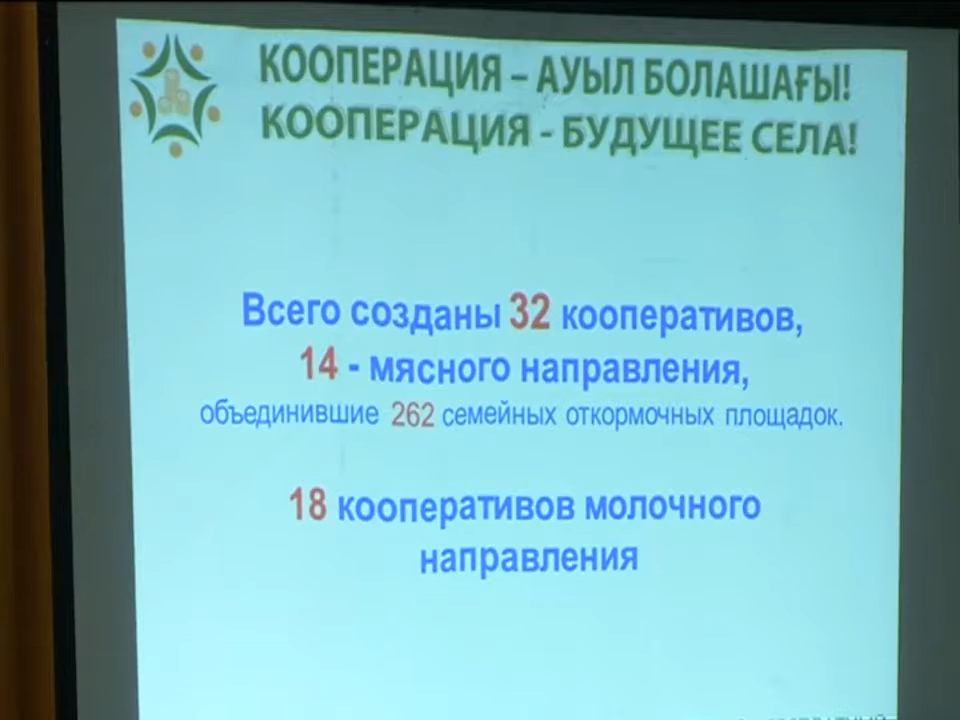 КООПЕРАЦИЯ – АУЫЛ БОЛАШАҒЫ!
КООПЕРАЦИЯ - БУДУЩЕЕ СЕЛА!
Всего созданы 32 кооперативов,
14 - мясного направления,
объединившие 262 семейных откормочных площадок.
18 кооперативов молочного
направления